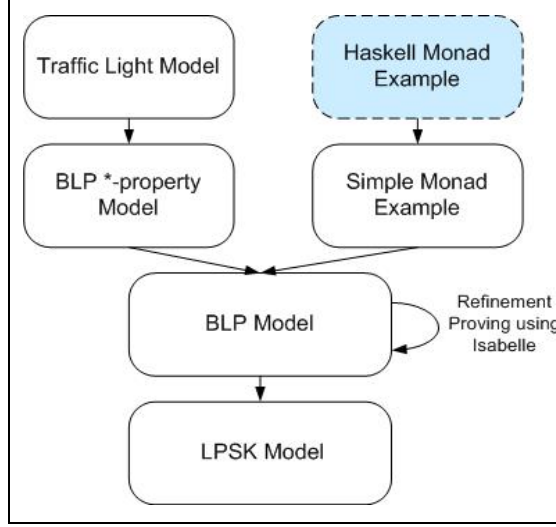 Traffic Light Model
Haskell Monad
Example
BLP *-property
Model
Simple Monad
Example
BLP Model
Refinement
Proving using
Isabelle
LPSK Model